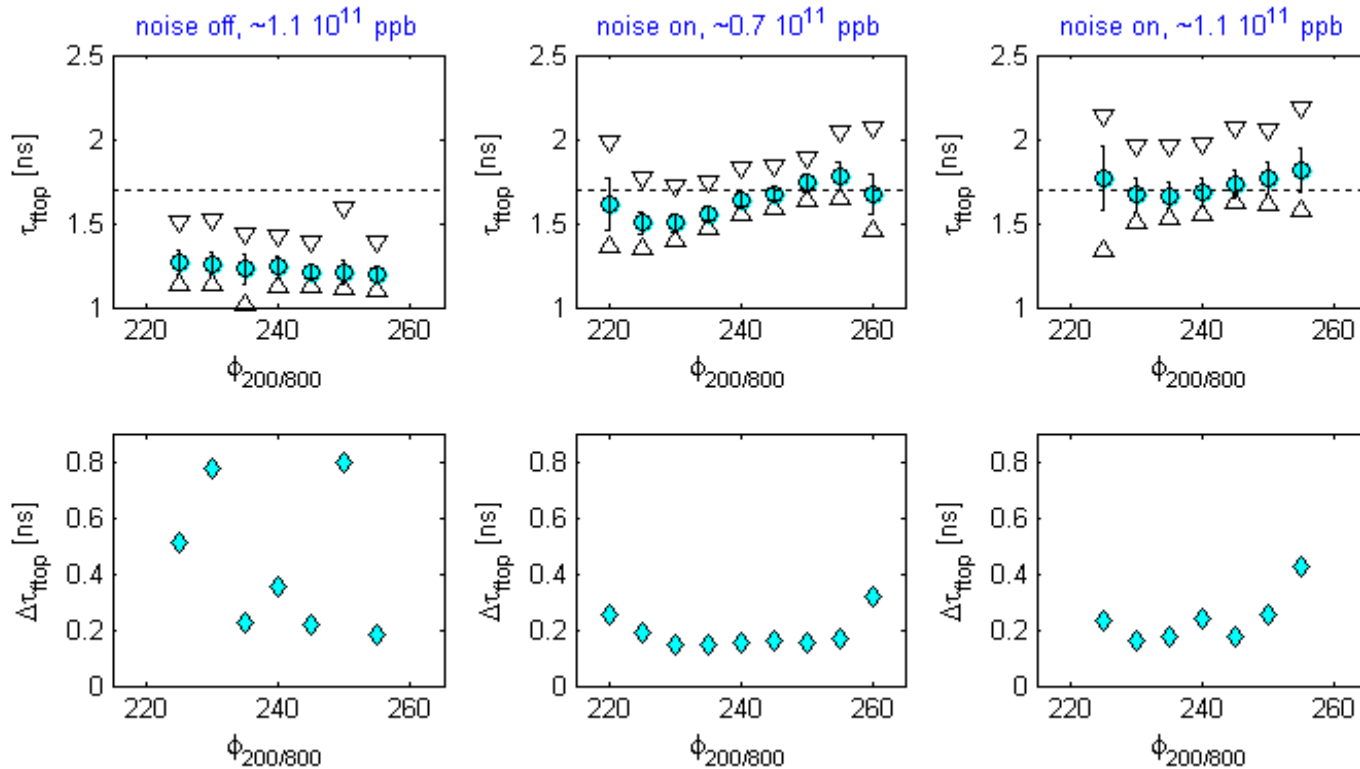 noise off, ~1.1 10^11 ppb
noise on, ~0.7 10^11 ppb
noise on, ~1.1 10^11 ppb
2.5
2
1.5
1
τ_ftop [ns]
220 240 260
ϕ_200/800
2.5
2
1.5
1
τ_ftop [ns]
220 240 260
ϕ_200/800
2.5
2
1.5
1
τ_ftop [ns]
220 240 260
ϕ_200/800
0.8
0.6
0.4
0.2
0
Δτ_ftop [ns]
220 240 260
ϕ_200/800
0.8
0.6
0.4
0.2
0
Δτ_ftop [ns]
220 240 260
ϕ_200/800
0.8
0.6
0.4
0.2
0
Δτ_ftop [ns]
220 240 260
ϕ_200/800